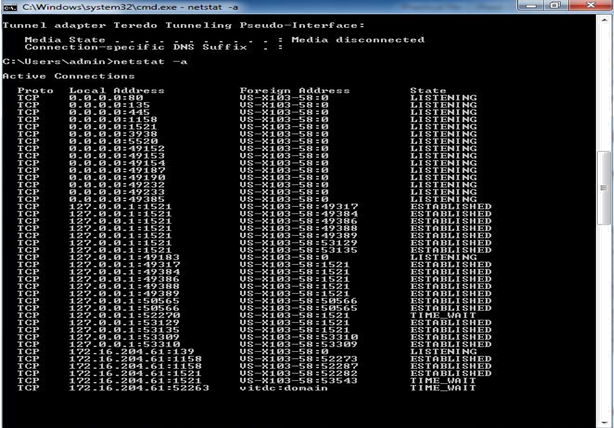 C:\Windows\system32\cmd.exe - netstat -a
Tunnel adapter Teredo Tunneling Pseudo-Interface:
Media State . . . . . . . . . . . : Media disconnected
Connection-specific DNS Suffix . :
C:\Users\admin>netstat -a
Active Connections
Proto Local Address Foreign Address State
TCP 0.0.0.0:80 VS-X103-58:0 LISTENING
TCP 0.0.0.0:135 VS-X103-58:0 LISTENING
TCP 0.0.0.0:445 VS-X103-58:0 LISTENING
TCP 0.0.0.0:1158 VS-X103-58:0 LISTENING
TCP 0.0.0.0:1521 VS-X103-58:0 LISTENING
TCP 0.0.0.0:3938 VS-X103-58:0 LISTENING
TCP 0.0.0.0:5520 VS-X103-58:0 LISTENING
TCP 0.0.0.0:49152 VS-X103-58:0 LISTENING
TCP 0.0.0.0:49153 VS-X103-58:0 LISTENING
TCP 0.0.0.0:49154 VS-X103-58:0 LISTENING
TCP 0.0.0.0:49187 VS-X103-58:0 LISTENING
TCP 0.0.0.0:49190 VS-X103-58:0 LISTENING
TCP 0.0.0.0:49232 VS-X103-58:0 LISTENING
TCP 0.0.0.0:49233 VS-X103-58:0 LISTENING
TCP 0.0.0.0:49385 VS-X103-58:0 LISTENING
TCP 127.0.0.1:1521 VS-X103-58:49317 ESTABLISHED
TCP 127.0.0.1:1521 VS-X103-58:49384 ESTABLISHED
TCP 127.0.0.1:1521 VS-X103-58:49386 ESTABLISHED
TCP 127.0.0.1:1521 VS-X103-58:49388 ESTABLISHED
TCP 127.0.0.1:1521 VS-X103-58:49389 ESTABLISHED
TCP 127.0.0.1:1521 VS-X103-58:53129 ESTABLISHED
TCP 127.0.0.1:1521 VS-X103-58:53135 ESTABLISHED
TCP 127.0.0.1:49183 VS-X103-58:0 LISTENING
TCP 127.0.0.1:49317 VS-X103-58:1521 ESTABLISHED
TCP 127.0.0.1:49384 VS-X103-58:1521 ESTABLISHED
TCP 127.0.0.1:49386 VS-X103-58:1521 ESTABLISHED
TCP 127.0.0.1:49388 VS-X103-58:1521 ESTABLISHED
TCP 127.0.0.1:49389 VS-X103-58:1521 ESTABLISHED
TCP 127.0.0.1:50565 VS-X103-58:50566 ESTABLISHED
TCP 127.0.0.1:50566 VS-X103-58:50565 ESTABLISHED
TCP 127.0.0.1:52270 VS-X103-58:1521 TIME_WAIT
TCP 127.0.0.1:53129 VS-X103-58:1521 ESTABLISHED
TCP 127.0.0.1:53135 VS-X103-58:1521 ESTABLISHED
TCP 127.0.0.1:53309 VS-X103-58:53310 ESTABLISHED
TCP 127.0.0.1:53310 VS-X103-58:53309 ESTABLISHED
TCP 172.16.204.61:139 VS-X103-58:0 LISTENING
TCP 172.16.204.61:1158 VS-X103-58:52273 ESTABLISHED
TCP 172.16.204.61:1158 VS-X103-58:52287 ESTABLISHED
TCP 172.16.204.61:1521 VS-X103-58:52282 ESTABLISHED
TCP 172.16.204.61:1521 VS-X103-58:53543 TIME_WAIT
TCP 172.16.204.61:52263 vitdc:domain TIME_WAIT